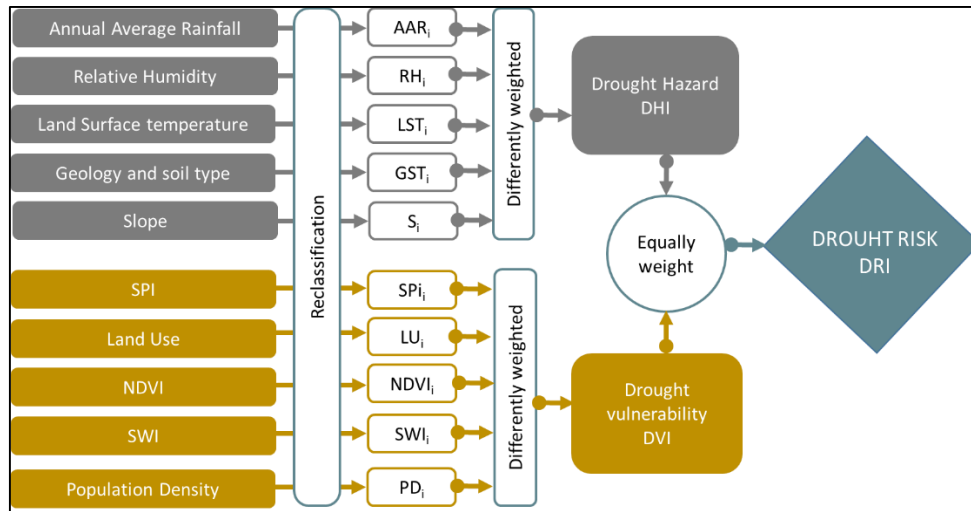 Annual Average Rainfall
Relative Humidity
Land Surface temperature
Geology and soil type
Slope
SPI
Land Use
NDVI
SWI
Population Density
Reclassification
AARᵢ
RHᵢ
LSTᵢ
GSTᵢ
Sᵢ
SPiᵢ
LUᵢ
NDVIᵢ
SWIᵢ
PDᵢ
Differently weighted
Differently weighted
Drought Hazard
DHI
Equally
weight
Drought
vulnerability
DVI
DROUHT RISK
DRI